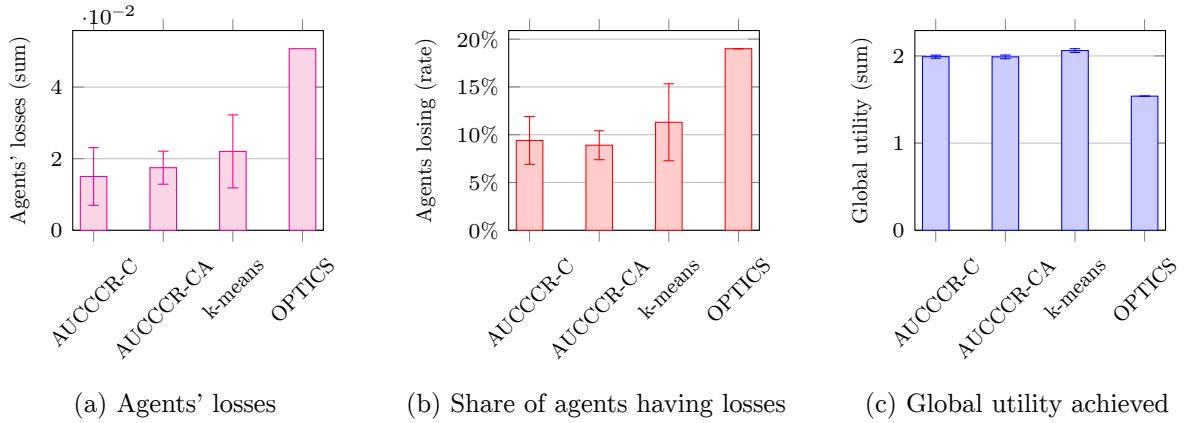 ·10−2
4
2
0
Agents' losses (sum)
AUCCCR-C
AUCCCR-CA
k-means
OPTICS
(a) Agents' losses
20%
15%
10%
5%
0%
Agents losing (rate)
AUCCCR-C
AUCCCR-CA
k-means
OPTICS
(b) Share of agents having losses
2
1
0
Global utility (sum)
AUCCCR-C
AUCCCR-CA
k-means
OPTICS
(c) Global utility achieved